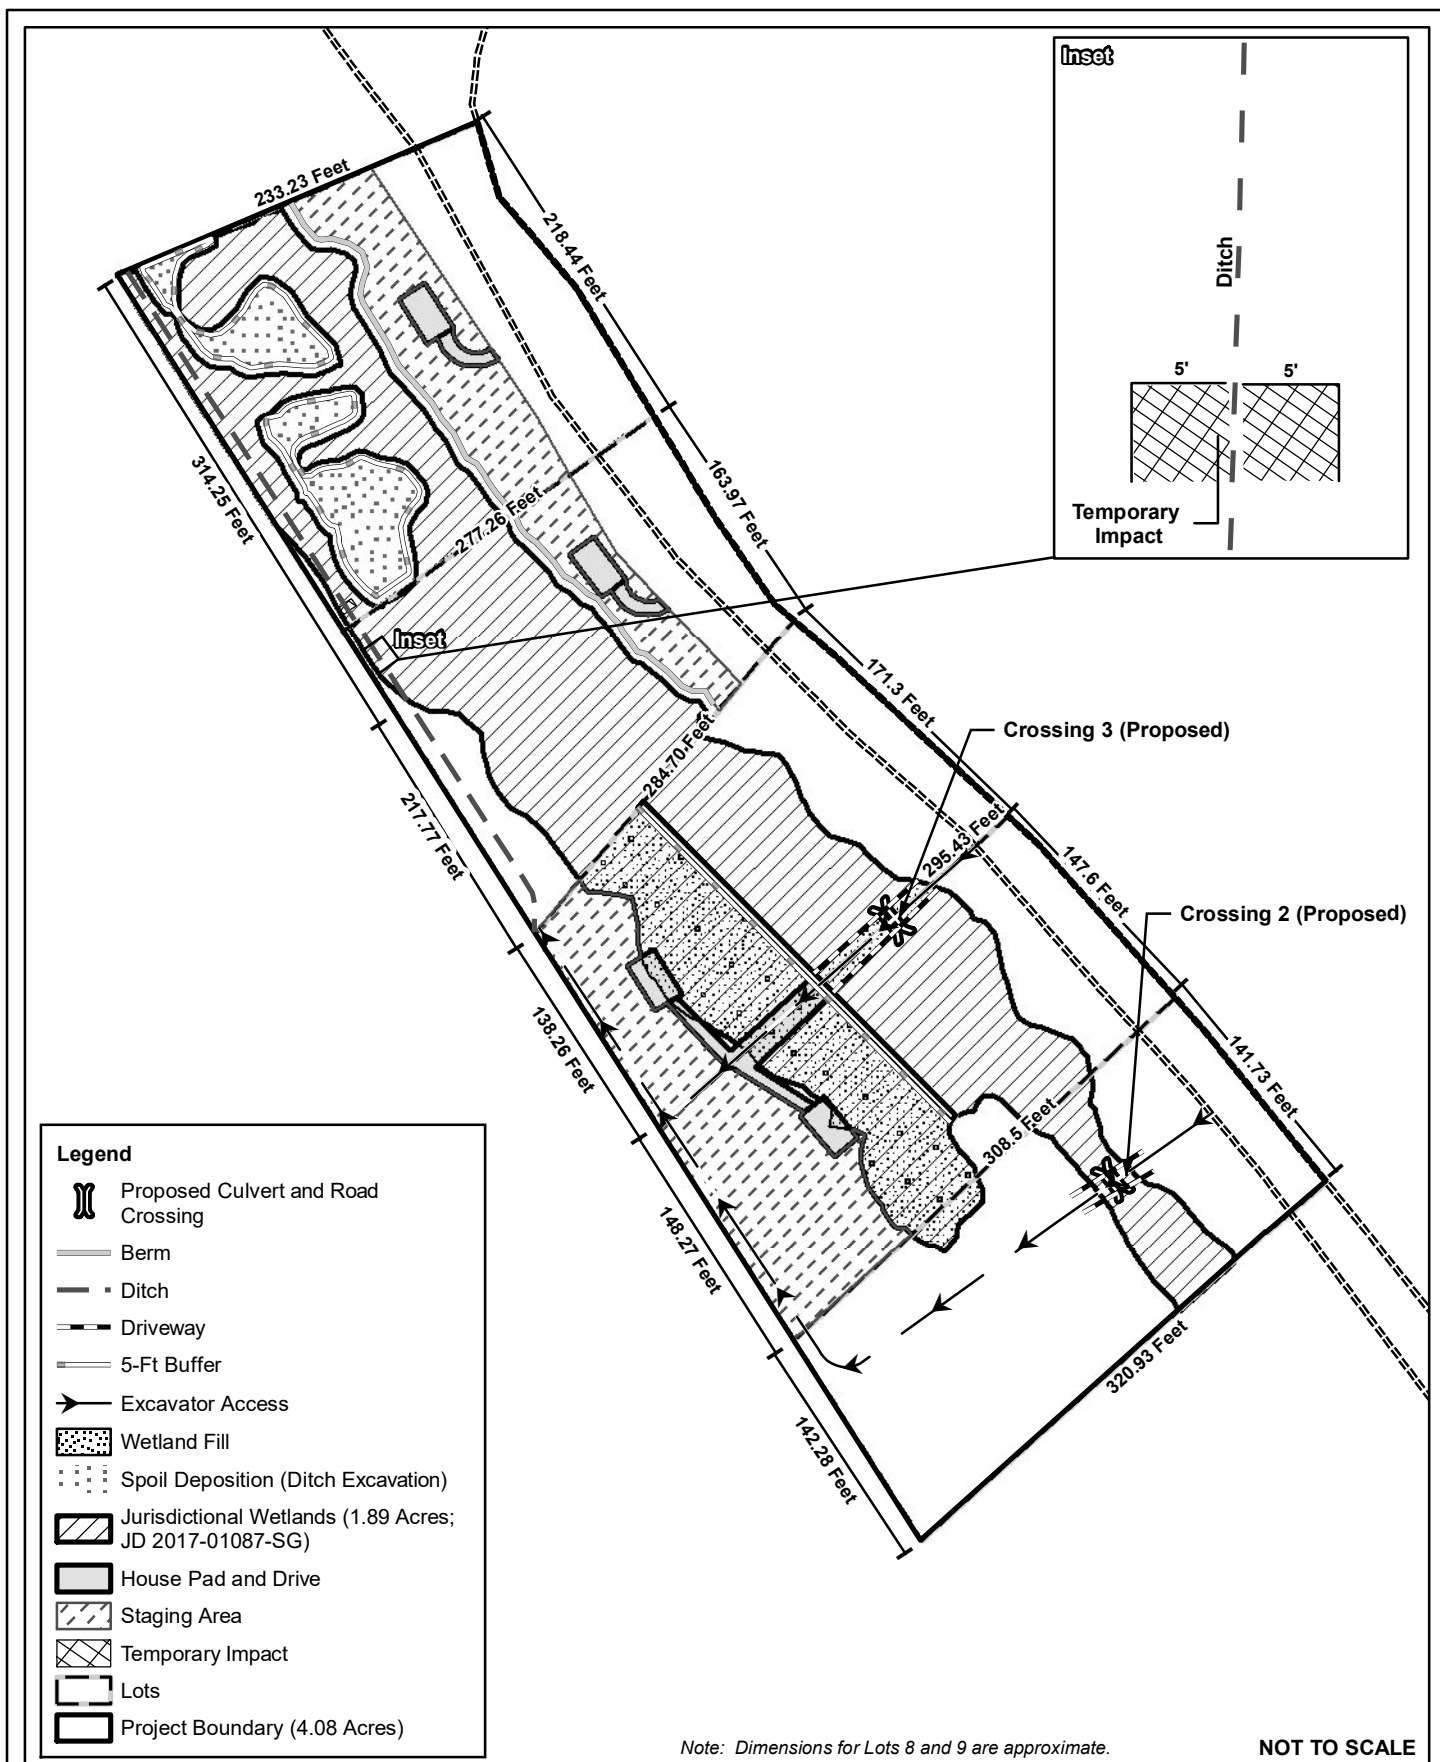 Inset
Ditch
5'
5'
Temporary
Impact
233.23 Feet
218.44 Feet
163.97 Feet
314.25 Feet
277.26 Feet
Inset
171.3 Feet
Crossing 3 (Proposed)
284.70 Feet
217.77 Feet
295.43 Feet
147.6 Feet
Crossing 2 (Proposed)
138.26 Feet
141.73 Feet
308.5 Feet
148.27 Feet
320.93 Feet
142.28 Feet
Legend
Proposed Culvert and Road
Crossing
Berm
Ditch
Driveway
5-Ft Buffer
Excavator Access
Wetland Fill
Spoil Deposition (Ditch Excavation)
Jurisdictional Wetlands (1.89 Acres;
JD 2017-01087-SG)
House Pad and Drive
Staging Area
Temporary Impact
Lots
Project Boundary (4.08 Acres)
Note: Dimensions for Lots 8 and 9 are approximate.
NOT TO SCALE